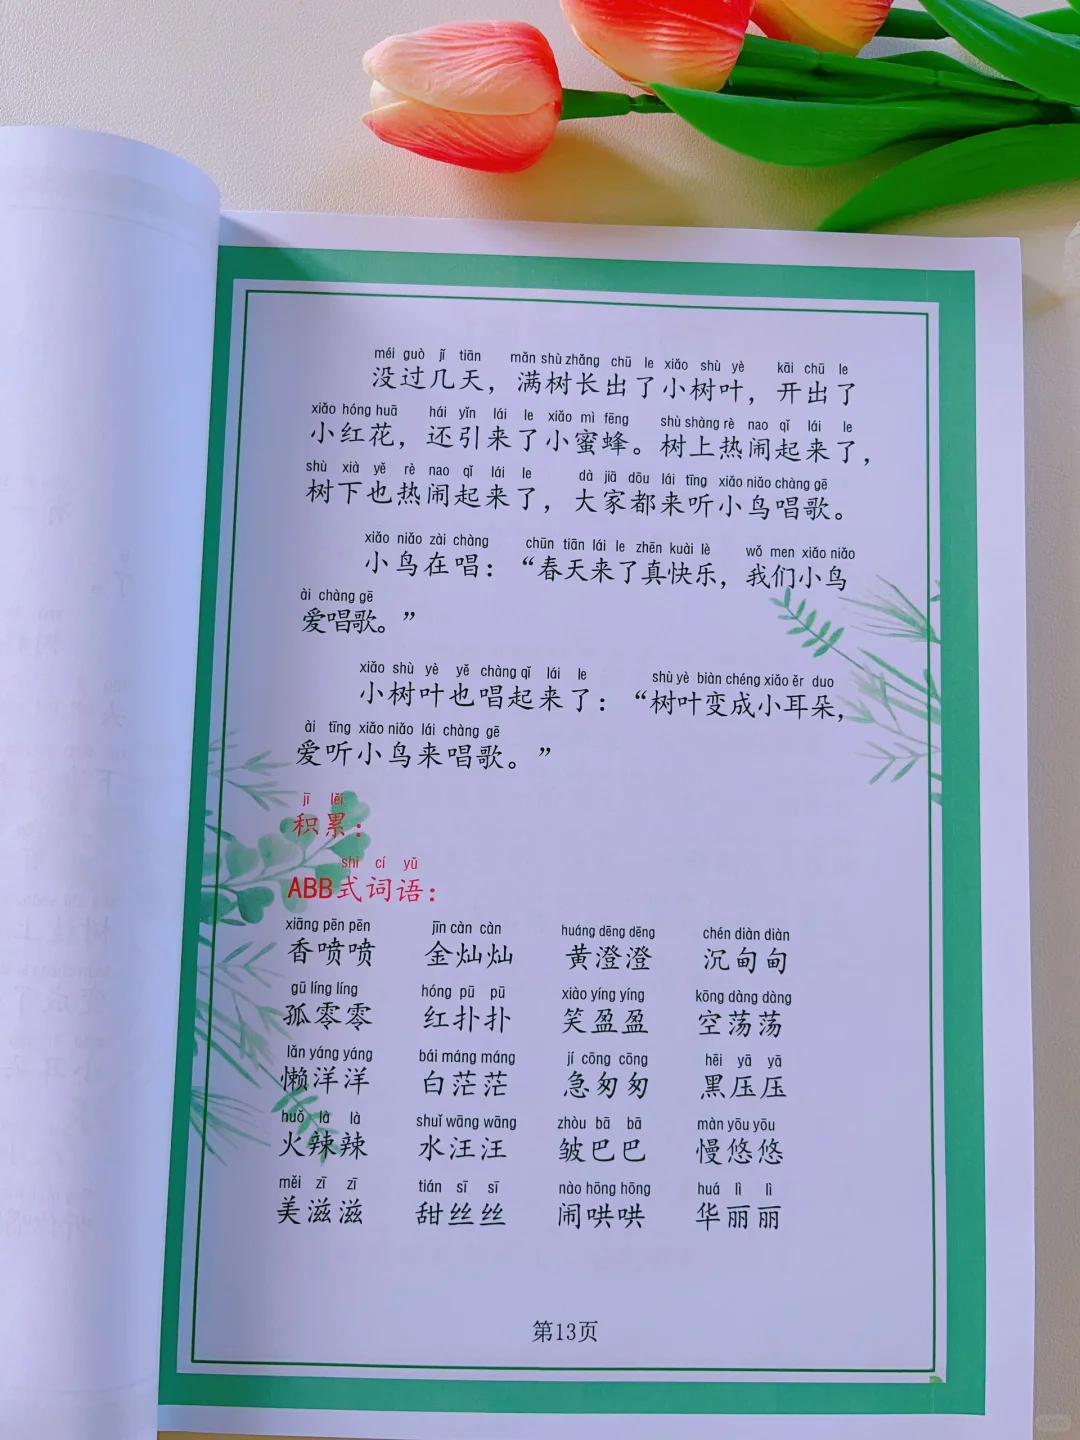 méi guò jǐ tiān mǎn shù zhǎng chū le xiǎo shù yè kāi chū le
没过几天，满树长出了小树叶，开出了
xiǎo hóng huā hái yǐn lái le xiǎo mì fēng shù shàng rè nao qǐ lái le
小红花，还引来了小蜜蜂。树上热闹起来了，
shù xià yě rè nao qǐ lái le dà jiā dōu lái tīng xiǎo niǎo chàng gē
树下也热闹起来了，大家都来听小鸟唱歌。
xiǎo niǎo zài chàng chūn tiān lái le zhēn kuài lè wǒ men xiǎo niǎo
小鸟在唱：“春天来了真快乐，我们小鸟
ài chàng gē
爱唱歌。”
xiǎo shù yè yě chàng qǐ lái le shù yè biàn chéng xiǎo ěr duo
小树叶也唱起来了：“树叶变成小耳朵，
ài tīng xiǎo niǎo lái chàng gē
爱听小鸟来唱歌。”
jī lěi
积累：
shì cí yǔ
ABB式词语：
xiāng pēn pēn jīn càn càn huáng dēng dēng chén diàn diàn
香喷喷 金灿灿 黄澄澄 沉甸甸
gū líng líng hóng pū pū xiào yíng yíng kōng dàng dàng
孤零零 红扑扑 笑盈盈 空荡荡
lǎn yáng yáng bái máng máng jí cōng cōng hēi yā yā
懒洋洋 白茫茫 急匆匆 黑压压
huǒ là là shuǐ wāng wāng zhòu bā bā màn yōu yōu
火辣辣 水汪汪 皱巴巴 慢悠悠
měi zī zī tián sī sī nào hōng hōng huá lì lì
美滋滋 甜丝丝 闹哄哄 华丽丽
第13页